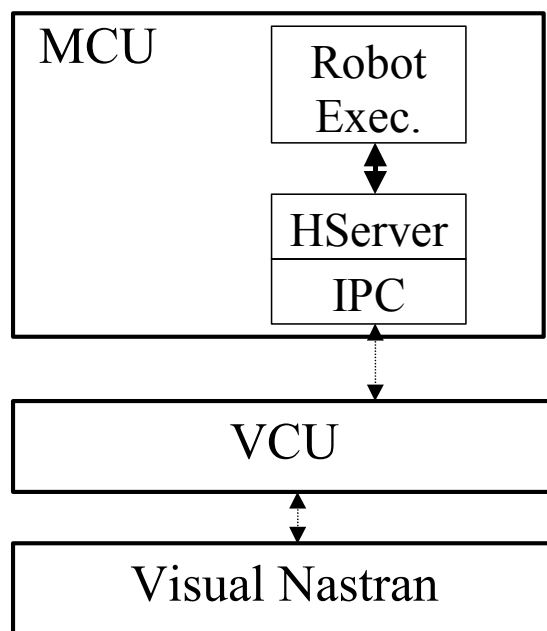 MCU
Robot
Exec.
HServer
IPC
VCU
Visual Nastran